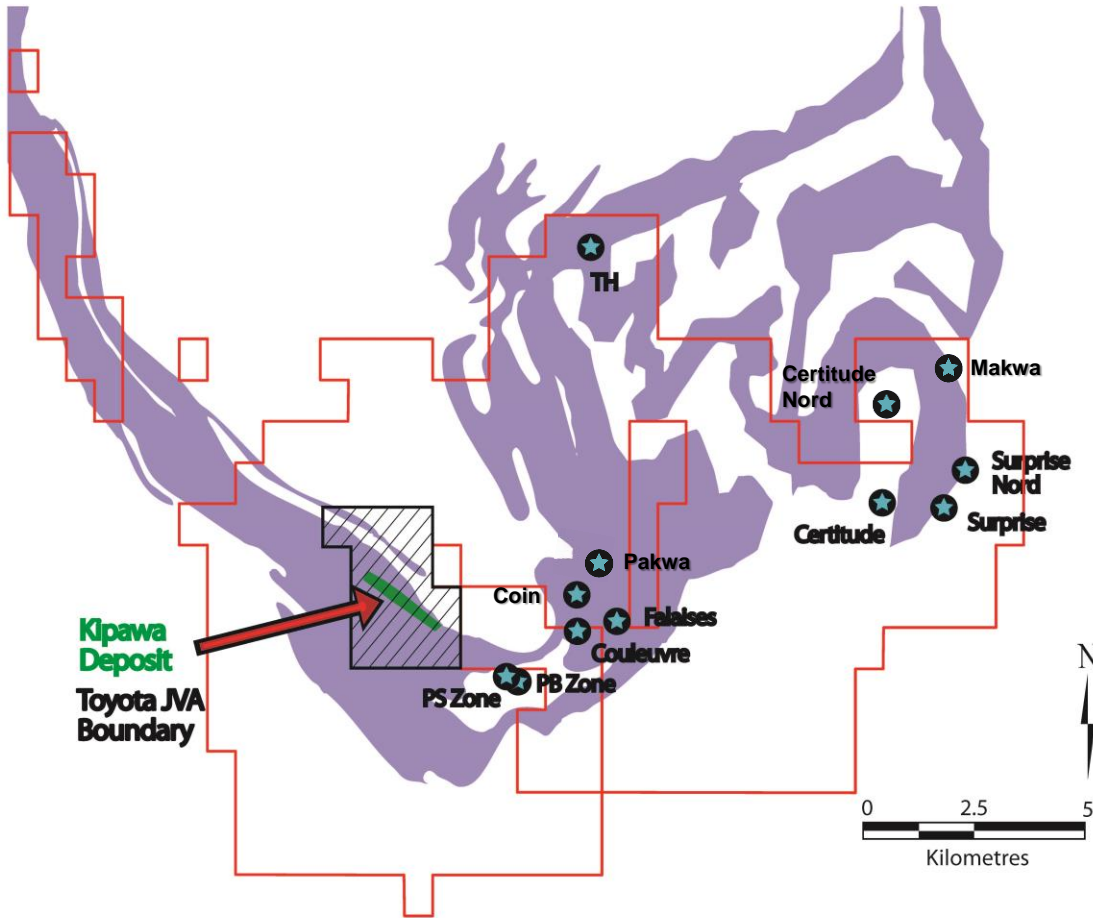 TH
Certitude
Nord
Makwa
Surprise
Nord
Certitude
Surprise
Pakwa
Coin
Falaises
Couleuvre
Kipawa
Deposit
PS Zone
PB Zone
Toyota JVA
Boundary
N
0 2.5 5
Kilometres